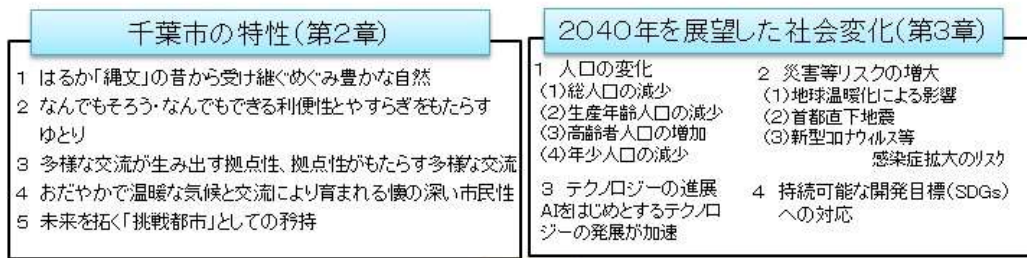 千葉市の特性(第2章)
1 はるか「縄文」の昔から受け継ぐめぐみ豊かな自然
2 なんでもそろう・なんでもできる利便性とやすらぎをもたらす
ゆとり
3 多様な交流が生み出す拠点性、拠点性がもたらす多様な交流
4 おだやかで温暖な気候と交流により育まれる懐の深い市民性
5 未来を拓く「挑戦都市」としての矜持
2040年を展望した社会変化(第3章)
1 人口の変化
(1)総人口の減少
(2)生産年齢人口の減少
(3)高齢者人口の増加
(4)年少人口の減少
2 災害等リスクの増大
(1)地球温暖化による影響
(2)首都直下地震
(3)新型コロナウィルス等
感染症拡大のリスク
3 テクノロジーの進展
AIをはじめとするテクノロ
ジーの発展が加速
4 持続可能な開発目標(SDGs)
への対応